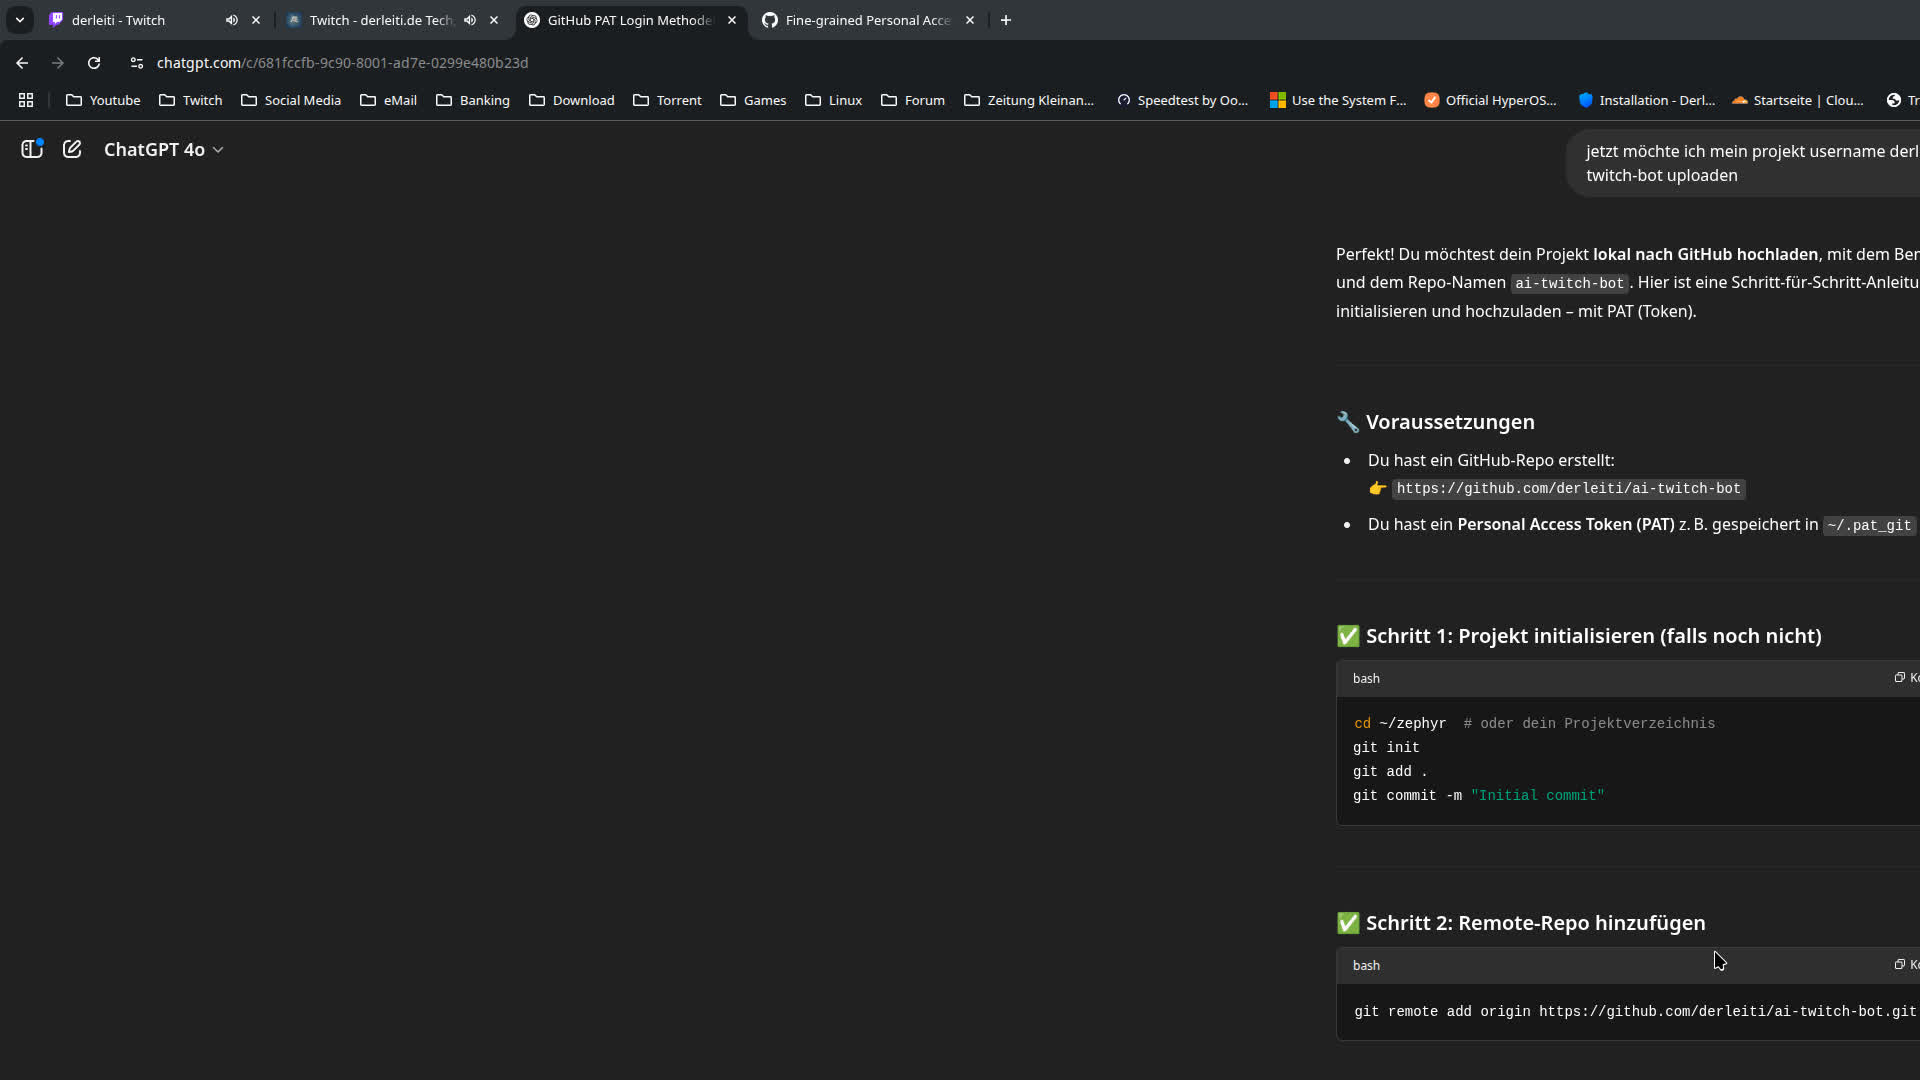 derleiti - Twitch
Twitch - derleiti.de Tech
GitHub PAT Login Methode
Fine-grained Personal Acce
chatgpt.com/c/681fccfb-9c90-8001-ad7e-0299e480b23d
Youtube Twitch Social Media eMail Banking Download Torrent Games Linux Forum Zeitung Kleinan... Speedtest by Oo... Use the System F... Official HyperOS... Installation - Derl... Startseite | Clou... Tr
ChatGPT 4o
jetzt möchte ich mein projekt username derl
twitch-bot uploaden
Perfekt! Du möchtest dein Projekt lokal nach GitHub hochladen, mit dem Ber
und dem Repo-Namen ai-twitch-bot. Hier ist eine Schritt-für-Schritt-Anleitu
initialisieren und hochzuladen – mit PAT (Token).
🔧 Voraussetzungen
• Du hast ein GitHub-Repo erstellt:
👉 https://github.com/derleiti/ai-twitch-bot
• Du hast ein Personal Access Token (PAT) z. B. gespeichert in ~/.pat_git
✅ Schritt 1: Projekt initialisieren (falls noch nicht)
bash Ko
cd ~/zephyr  # oder dein Projektverzeichnis
git init
git add .
git commit -m "Initial commit"
✅ Schritt 2: Remote-Repo hinzufügen
bash Ko
git remote add origin https://github.com/derleiti/ai-twitch-bot.git